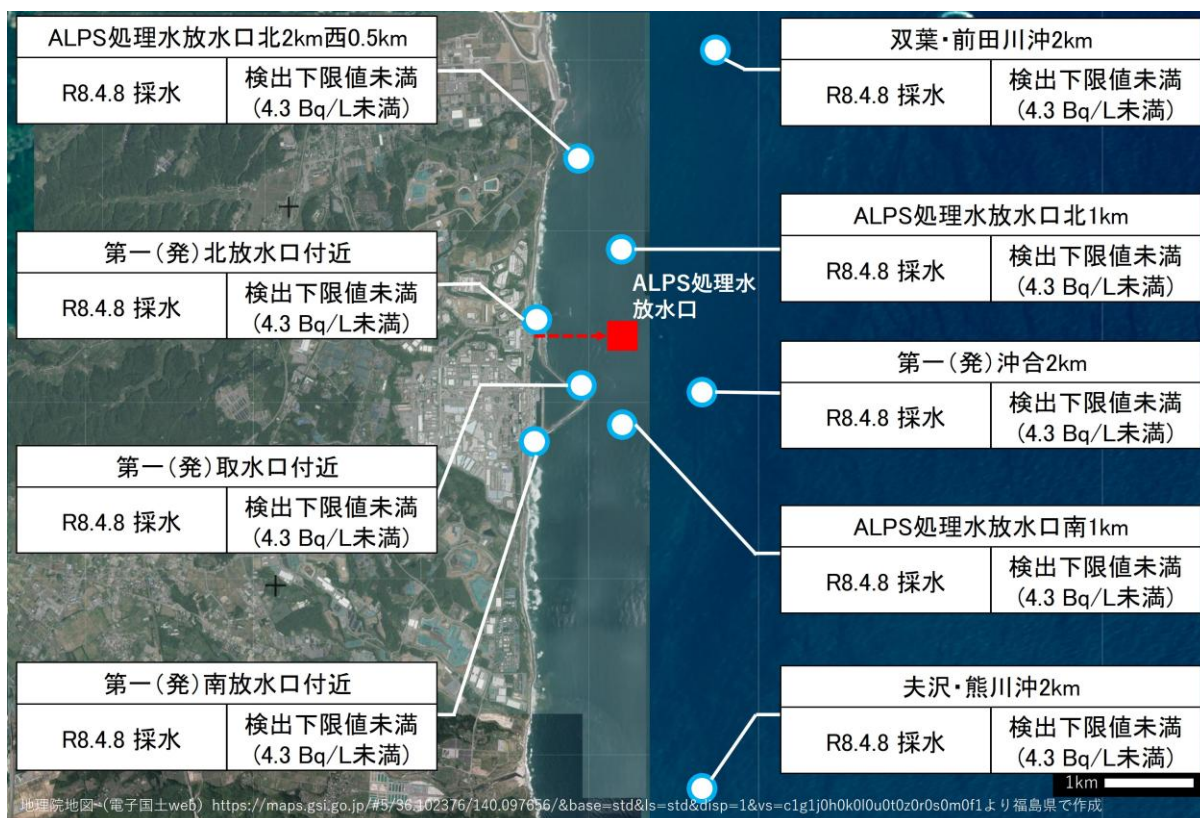 ALPS処理水放水口北2km西0.5km
R8.4.8 採水
検出下限値未満
(4.3 Bq/L未満)
第一(発)北放水口付近
R8.4.8 採水
検出下限値未満
(4.3 Bq/L未満)
第一(発)取水口付近
R8.4.8 採水
検出下限値未満
(4.3 Bq/L未満)
第一(発)南放水口付近
R8.4.8 採水
検出下限値未満
(4.3 Bq/L未満)
ALPS処理水
放水口
双葉・前田川沖2km
R8.4.8 採水
検出下限値未満
(4.3 Bq/L未満)
ALPS処理水放水口北1km
R8.4.8 採水
検出下限値未満
(4.3 Bq/L未満)
第一(発)沖合2km
R8.4.8 採水
検出下限値未満
(4.3 Bq/L未満)
ALPS処理水放水口南1km
R8.4.8 採水
検出下限値未満
(4.3 Bq/L未満)
夫沢・熊川沖2km
R8.4.8 採水
検出下限値未満
(4.3 Bq/L未満)
1km
地理院地図(電子国土web)https://maps.gsi.go.jp/#5/36.102376/140.097656/&base=std&ls=std&disp=1&vs=c1g1j0h0k0l0u0t0z0r0s0m0f1より福島県で作成